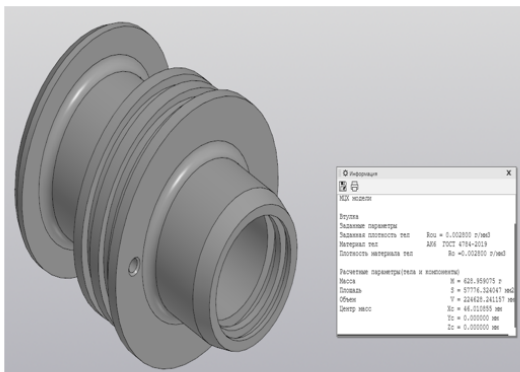 Информация X
МЦХ модели
Втулка
Заданные параметры
Заданная плотность тел Rou = 0.002800 г/мм3
Материал тел АК6 ГОСТ 4784-2019
Плотность материала тел Ro =0.002800 г/мм3
Расчетные параметры(тела и компоненты)
Масса M = 628.959075 г
Площадь S = 57776.324047 мм2
Объем V = 224628.241157 мм
Центр масс Xc = 46.010855 мм
Yc = 0.000000 мм
Zc = 0.000000 мм